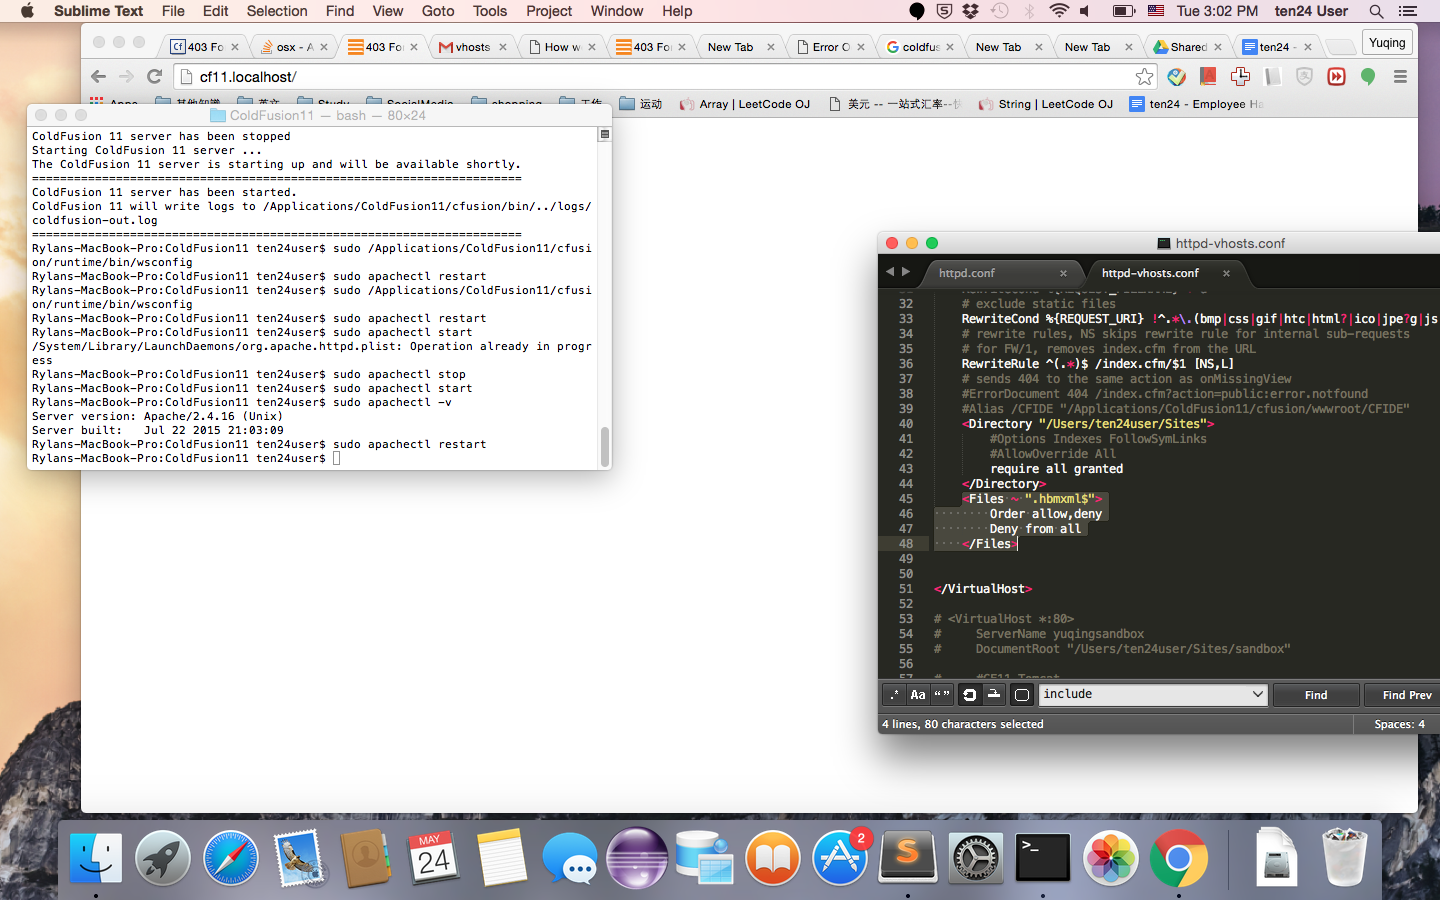 Sublime Text File Edit Selection Find View Goto Tools Project Window Help Tue 3:02 PM ten24 User
403 Fo osx - A 403 Fo vhosts How w 403 Fo New Tab Error O coldfus New Tab New Tab Shared ten24 - Yuqing
cf11.localhost/
Apps 其他知识 英文 Study SocialMedia shopping 工作 运动 Array | LeetCode OJ 美元 -- 一站式汇率-- String | LeetCode OJ ten24 - Employee Ha
ColdFusion11 — bash — 80×24
ColdFusion 11 server has been stopped
Starting ColdFusion 11 server ...
The ColdFusion 11 server is starting up and will be available shortly.
======================================================================
ColdFusion 11 server has been started.
ColdFusion 11 will write logs to /Applications/ColdFusion11/cfusion/bin/../logs/
coldfusion-out.log
======================================================================
Rylans-MacBook-Pro:ColdFusion11 ten24user$ sudo /Applications/ColdFusion11/cfusi
on/runtime/bin/wsconfig
Rylans-MacBook-Pro:ColdFusion11 ten24user$ sudo apachectl restart
Rylans-MacBook-Pro:ColdFusion11 ten24user$ sudo /Applications/ColdFusion11/cfusi
on/runtime/bin/wsconfig
Rylans-MacBook-Pro:ColdFusion11 ten24user$ sudo apachectl restart
Rylans-MacBook-Pro:ColdFusion11 ten24user$ sudo apachectl start
/System/Library/LaunchDaemons/org.apache.httpd.plist: Operation already in progr
ess
Rylans-MacBook-Pro:ColdFusion11 ten24user$ sudo apachectl stop
Rylans-MacBook-Pro:ColdFusion11 ten24user$ sudo apachectl start
Rylans-MacBook-Pro:ColdFusion11 ten24user$ sudo apachectl -v
Server version: Apache/2.4.16 (Unix)
Server built:   Jul 22 2015 21:03:09
Rylans-MacBook-Pro:ColdFusion11 ten24user$ sudo apachectl restart
Rylans-MacBook-Pro:ColdFusion11 ten24user$
httpd-vhosts.conf
httpd.conf httpd-vhosts.conf
32 # exclude static files
33 RewriteCond %{REQUEST_URI} !^.*\.(bmp|css|gif|htc|html?|ico|jpe?g|js
34 # rewrite rules, NS skips rewrite rule for internal sub-requests
35 # for FW/1, removes index.cfm from the URL
36 RewriteRule ^(.*)$ /index.cfm/$1 [NS,L]
37 # sends 404 to the same action as onMissingView
38 #ErrorDocument 404 /index.cfm?action=public:error.notfound
39 #Alias /CFIDE "/Applications/ColdFusion11/cfusion/wwwroot/CFIDE"
40 <Directory "/Users/ten24user/Sites">
41 #Options Indexes FollowSymLinks
42 #AllowOverride All
43 require all granted
44 </Directory>
45 <Files ~ ".hbmxml$">
46 Order allow,deny
47 Deny from all
48 </Files>
49
50
51 </VirtualHost>
52
53 # <VirtualHost *:80>
54 #     ServerName yuqingsandbox
55 #     DocumentRoot "/Users/ten24user/Sites/sandbox"
56
57 #     #CF11 Tomcat
.* Aa “” include Find Find Prev
4 lines, 80 characters selected Spaces: 4
MAY
24
2